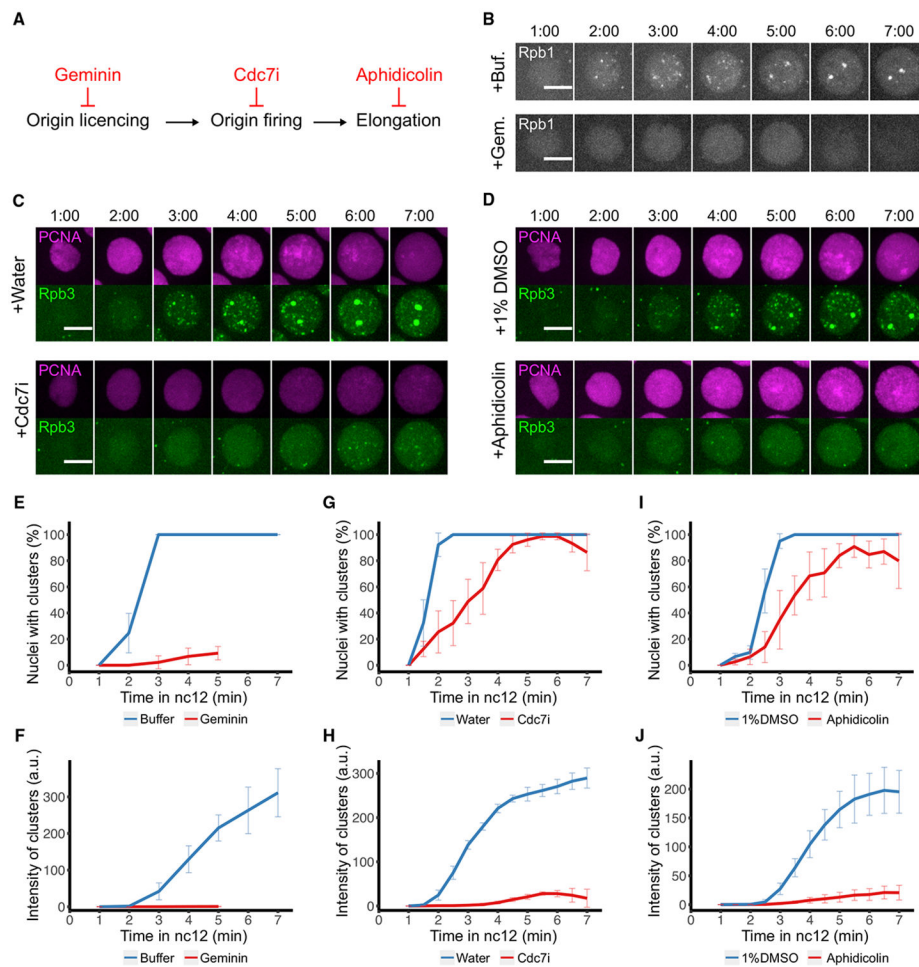 A
Geminin
Cdc7i
Aphidicolin
Origin licencing
Origin firing
Elongation
B
1:00 2:00 3:00 4:00 5:00 6:00 7:00
+Buf.
Rpb1
+Gem.
Rpb1
C
1:00 2:00 3:00 4:00 5:00 6:00 7:00
+Water
PCNA
Rpb3
+Cdc7i
PCNA
Rpb3
D
1:00 2:00 3:00 4:00 5:00 6:00 7:00
+1% DMSO
PCNA
Rpb3
+Aphidicolin
PCNA
Rpb3
E
Nuclei with clusters (%)
100
80
60
40
20
0
0 1 2 3 4 5 6 7
Time in nc12 (min)
Buffer Geminin
G
Nuclei with clusters (%)
100
80
60
40
20
0
0 1 2 3 4 5 6 7
Time in nc12 (min)
Water Cdc7i
I
Nuclei with clusters (%)
100
80
60
40
20
0
0 1 2 3 4 5 6 7
Time in nc12 (min)
1%DMSO Aphidicolin
F
Intensity of clusters (a.u.)
300
200
100
0
0 1 2 3 4 5 6 7
Time in nc12 (min)
Buffer Geminin
H
Intensity of clusters (a.u.)
300
200
100
0
0 1 2 3 4 5 6 7
Time in nc12 (min)
Water Cdc7i
J
Intensity of clusters (a.u.)
200
150
100
50
0
0 1 2 3 4 5 6 7
Time in nc12 (min)
1%DMSO Aphidicolin